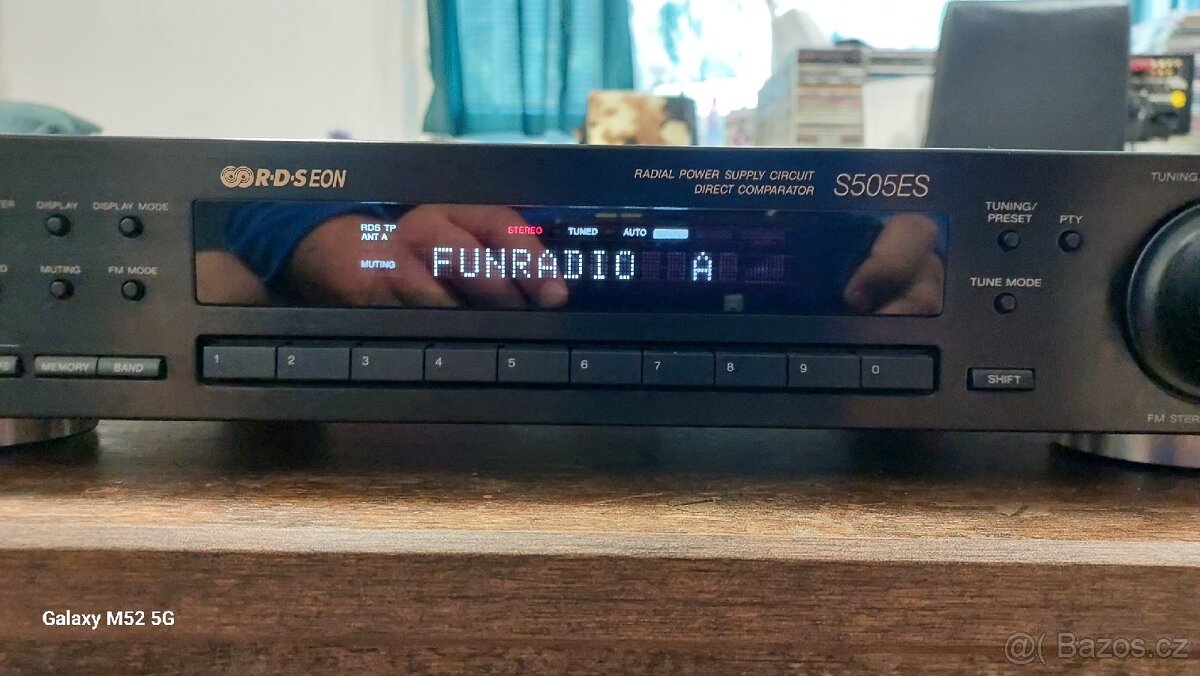 R·D·S EON
RADIAL POWER SUPPLY CIRCUIT
DIRECT COMPARATOR
S505ES
TUNING
DISPLAY
DISPLAY MODE
TUNING/
PRESET
PTY
RDS TP
ANT A
STEREO
TUNED
AUTO
MUTING
FUNRADIO A
MUTING
FM MODE
TUNE MODE
MEMORY
BAND
1 2 3 4 5 6 7 8 9 0
SHIFT
Galaxy M52 5G
@( Bazos.cz